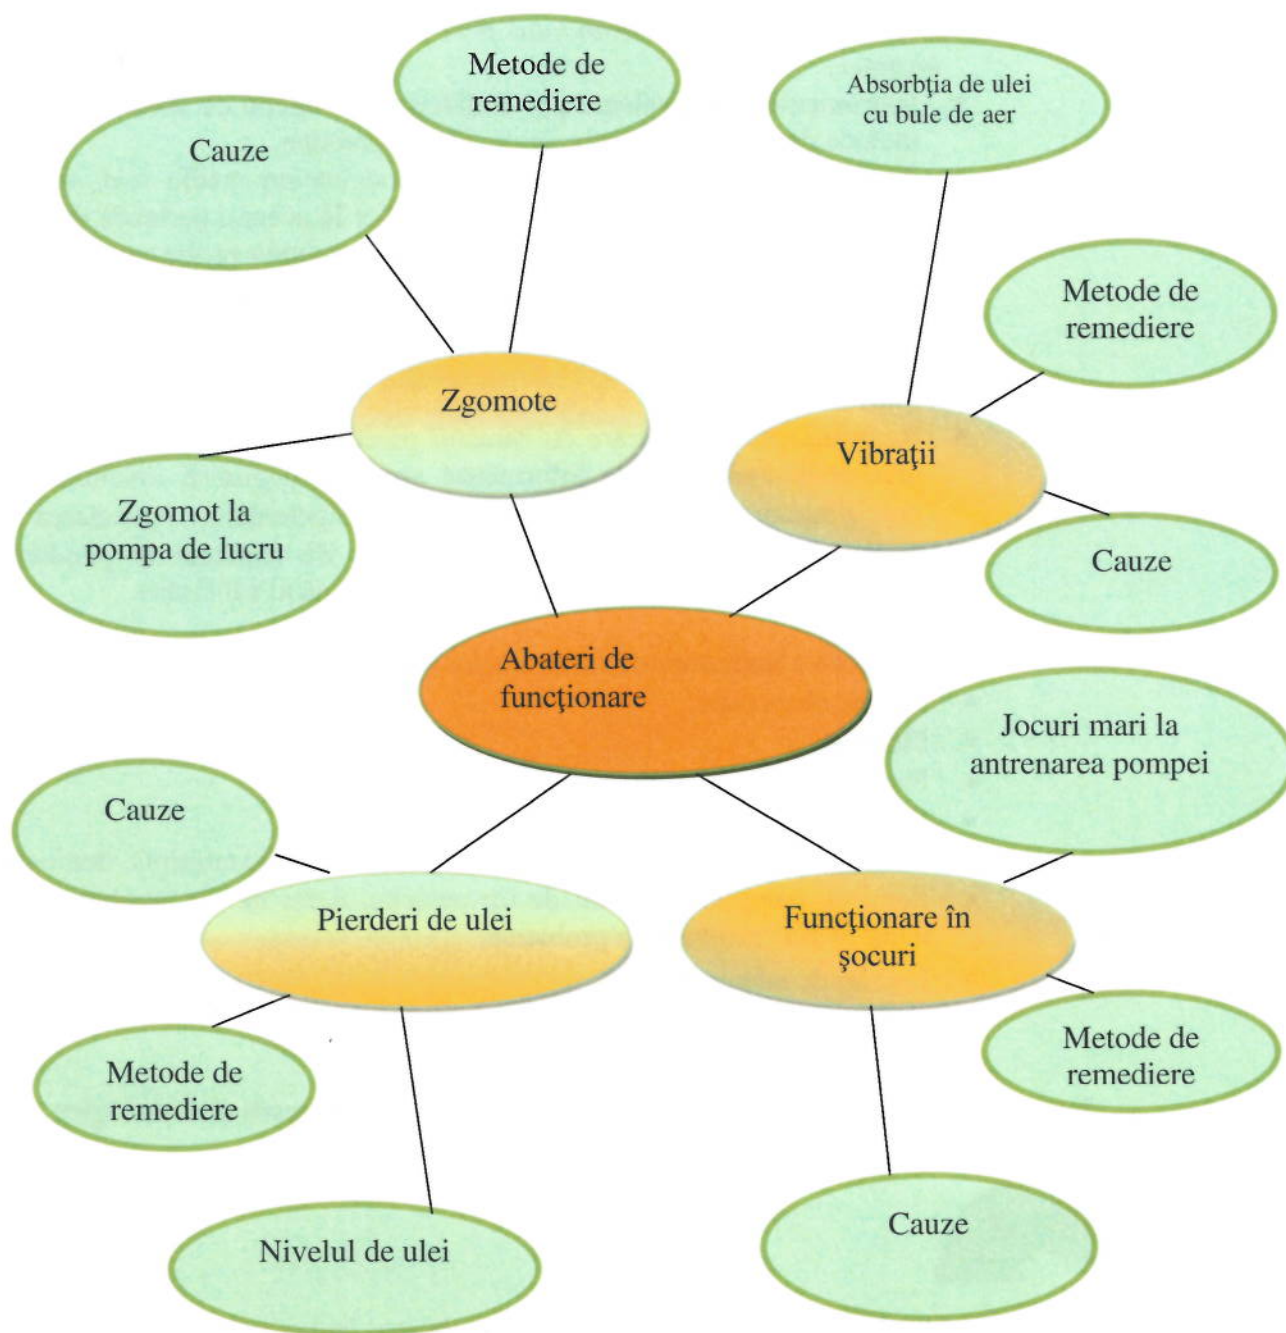 Metode de
remediere
Absorbţia de ulei
cu bule de aer
Cauze
Metode de
remediere
Zgomote
Vibraţii
Zgomot la
pompa de lucru
Cauze
Abateri de
funcţionare
Jocuri mari la
antrenarea pompei
Cauze
Pierderi de ulei
Funcţionare în
şocuri
Metode de
remediere
Metode de
remediere
Nivelul de ulei
Cauze